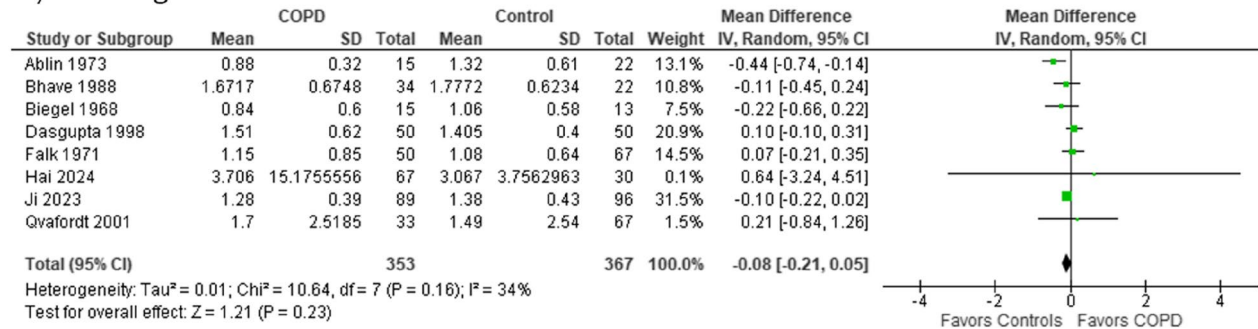 COPD Control Mean Difference Mean Difference
Study or Subgroup Mean SD Total Mean SD Total Weight IV, Random, 95% CI IV, Random, 95% CI
Ablin 1973 0.88 0.32 15 1.32 0.61 22 13.1% -0.44 [-0.74, -0.14]
Bhave 1988 1.6717 0.6748 34 1.7772 0.6234 22 10.8% -0.11 [-0.45, 0.24]
Biegel 1968 0.84 0.6 15 1.06 0.58 13 7.5% -0.22 [-0.66, 0.22]
Dasgupta 1998 1.51 0.62 50 1.405 0.4 50 20.9% 0.10 [-0.10, 0.31]
Falk 1971 1.15 0.85 50 1.08 0.64 67 14.5% 0.07 [-0.21, 0.35]
Hai 2024 3.706 15.1755556 67 3.067 3.7562963 30 0.1% 0.64 [-3.24, 4.51]
Ji 2023 1.28 0.39 89 1.38 0.43 96 31.5% -0.10 [-0.22, 0.02]
Qvafordt 2001 1.7 2.5185 33 1.49 2.54 67 1.5% 0.21 [-0.84, 1.26]
Total (95% CI) 353 367 100.0% -0.08 [-0.21, 0.05]
Heterogeneity: Tau² = 0.01; Chi² = 10.64, df = 7 (P = 0.16); I² = 34%
Test for overall effect: Z = 1.21 (P = 0.23)
-4 -2 0 2 4
Favors Controls Favors COPD